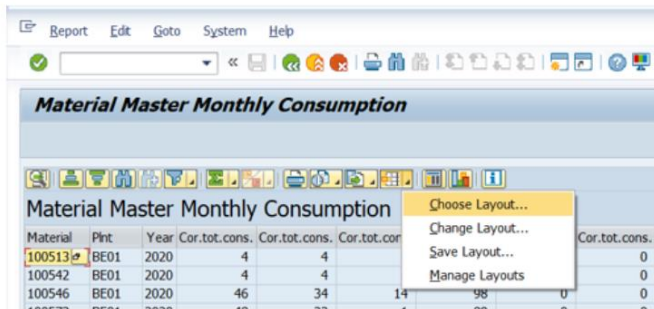 Report Edit Goto System Help
Material Master Monthly Consumption
Material Master Monthly Consumption
Choose Layout...
Change Layout...
Save Layout...
Manage Layouts
Material Plnt Year Cor.tot.cons. Cor.tot.cons. Cor.tot.con Cor.tot.cons.
100513 BE01 2020 4 4 0
100542 BE01 2020 4 4 0
100546 BE01 2020 46 34 14 98 0 0